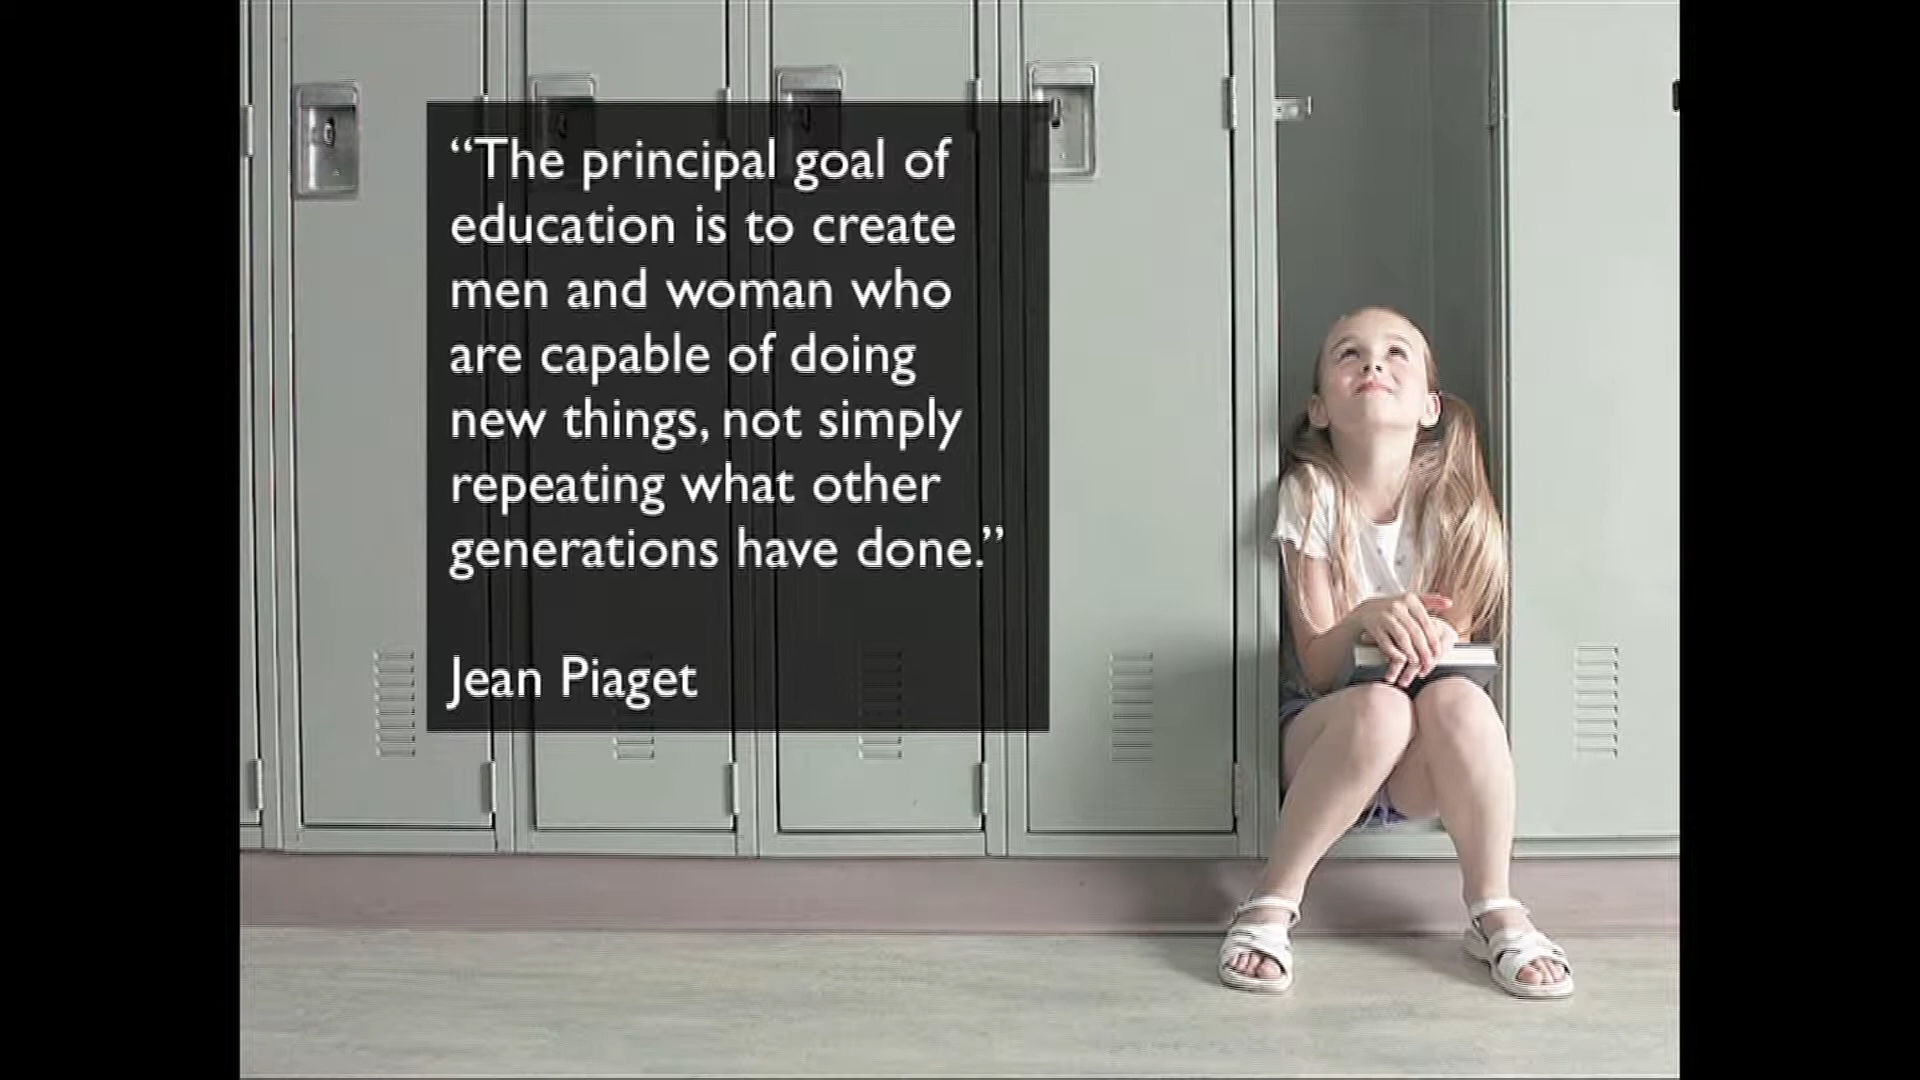 “The principal goal of
education is to create
men and woman who
are capable of doing
new things, not simply
repeating what other
generations have done.”
Jean Piaget